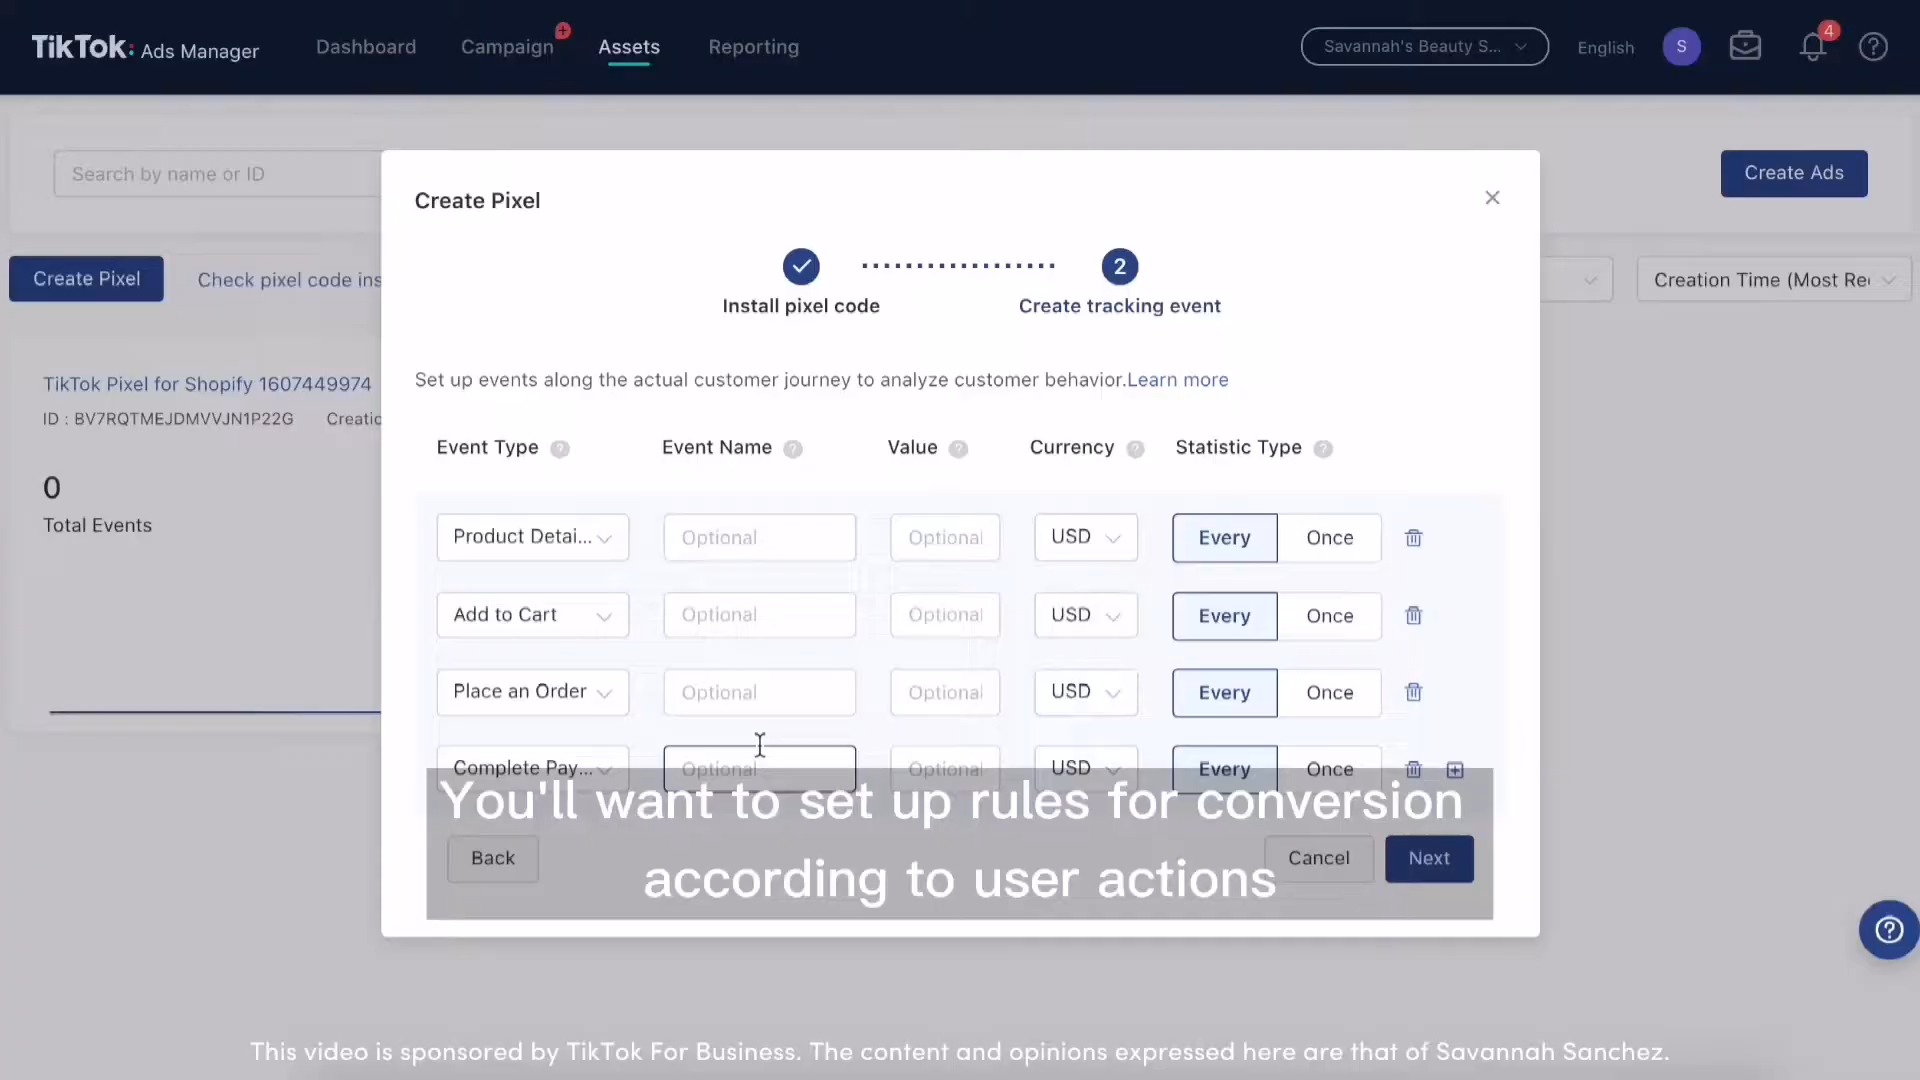 TikTok: Ads Manager
Dashboard
Campaign
Assets
Reporting
Savannah's Beauty S...
English
S
4
Search by name or ID
Create Ads
Create Pixel
Check pixel code ins
Creation Time (Most Re
TikTok Pixel for Shopify 1607449974
ID : BV7RQTMEJDMVVJN1P22G Creatio
0
Total Events
Create Pixel
2
Install pixel code
Create tracking event
Set up events along the actual customer journey to analyze customer behavior.Learn more
Event Type ? Event Name ? Value ? Currency ? Statistic Type ?
Product Detai... Optional Optional USD Every Once
Add to Cart Optional Optional USD Every Once
Place an Order Optional Optional USD Every Once
Complete Pay... Optional Optional USD Every Once
Back
Cancel
Next
You'll want to set up rules for conversion
according to user actions
This video is sponsored by TikTok For Business. The content and opinions expressed here are that of Savannah Sanchez.